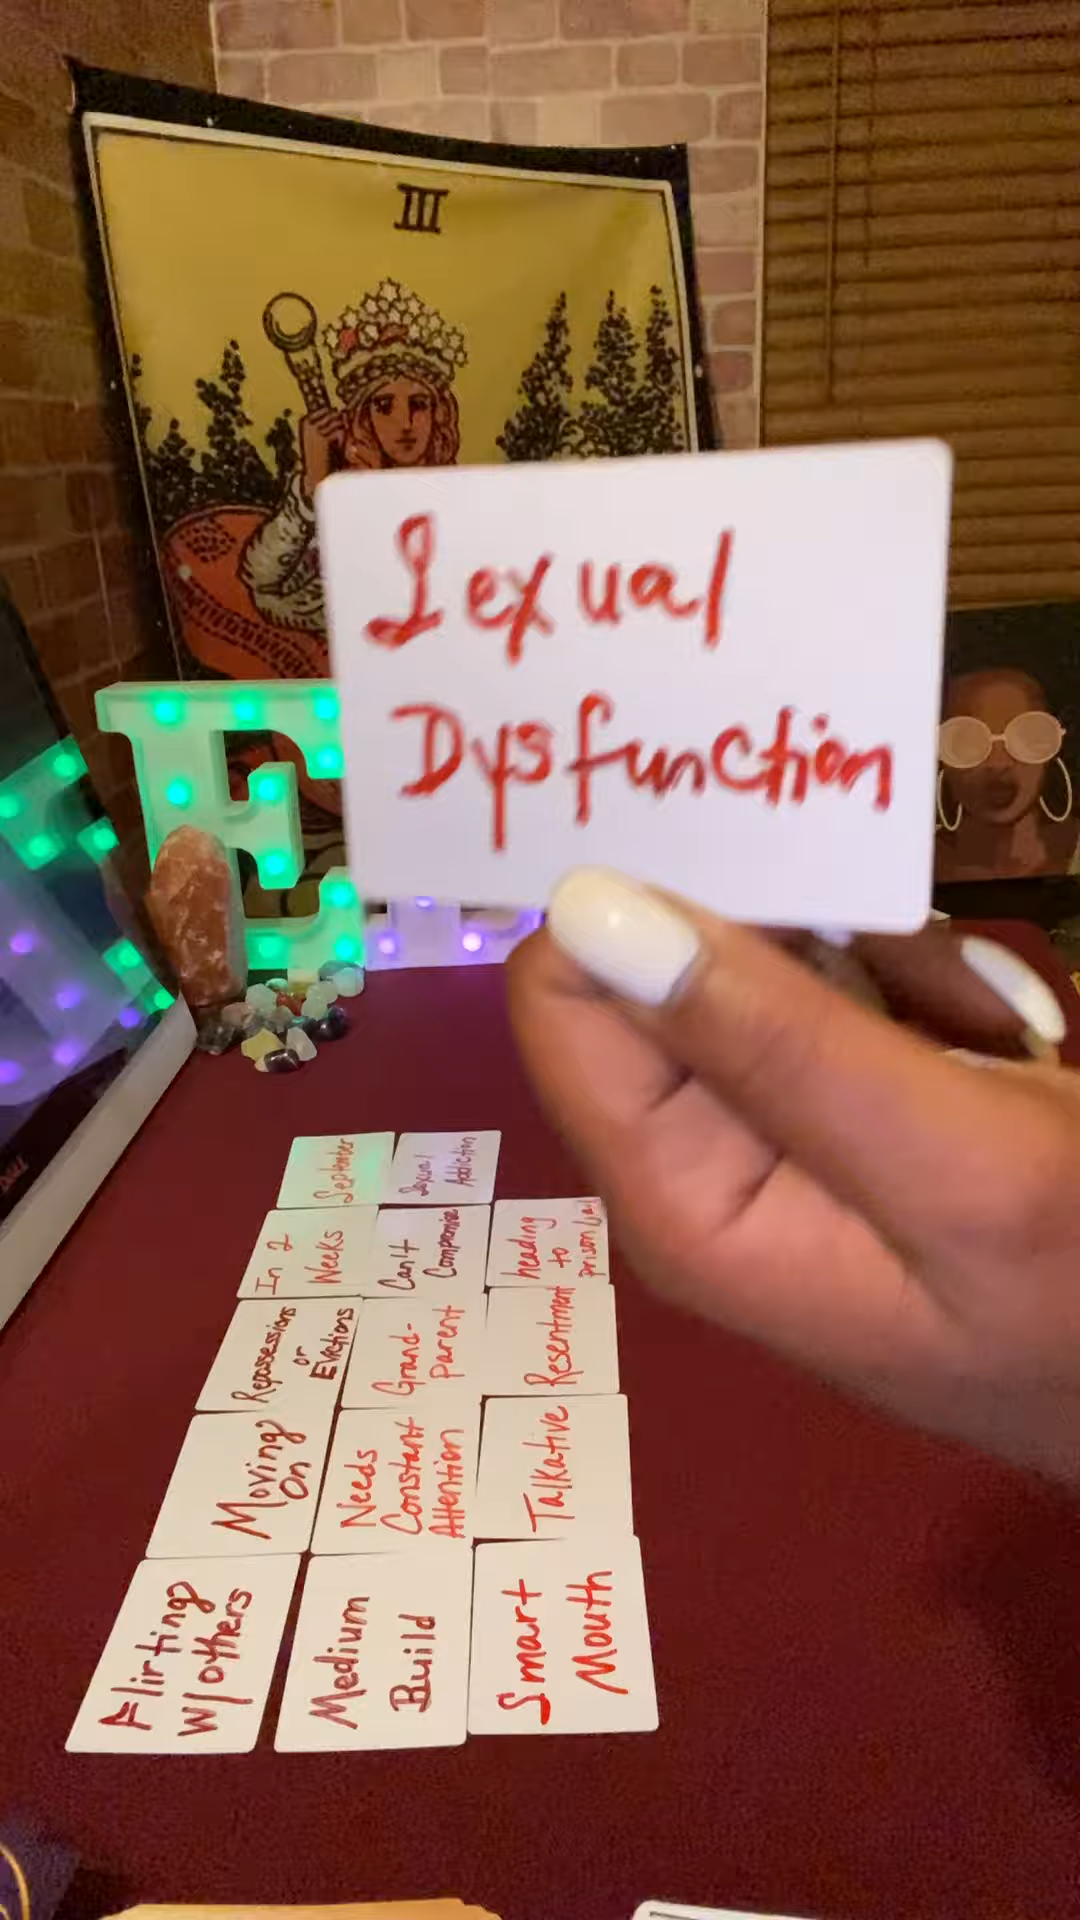 III
Sexual
Dysfunction
September
Sexual
Addiction
In 2
Weeks
Can't
Compromise
heading
to
prison/jail
Repossessions
or
Evictions
Grand-
parent
Resentment
Moving
On
Needs
Constant
Attention
Talkative
Flirting
w/others
Medium
Build
Smart
Mouth